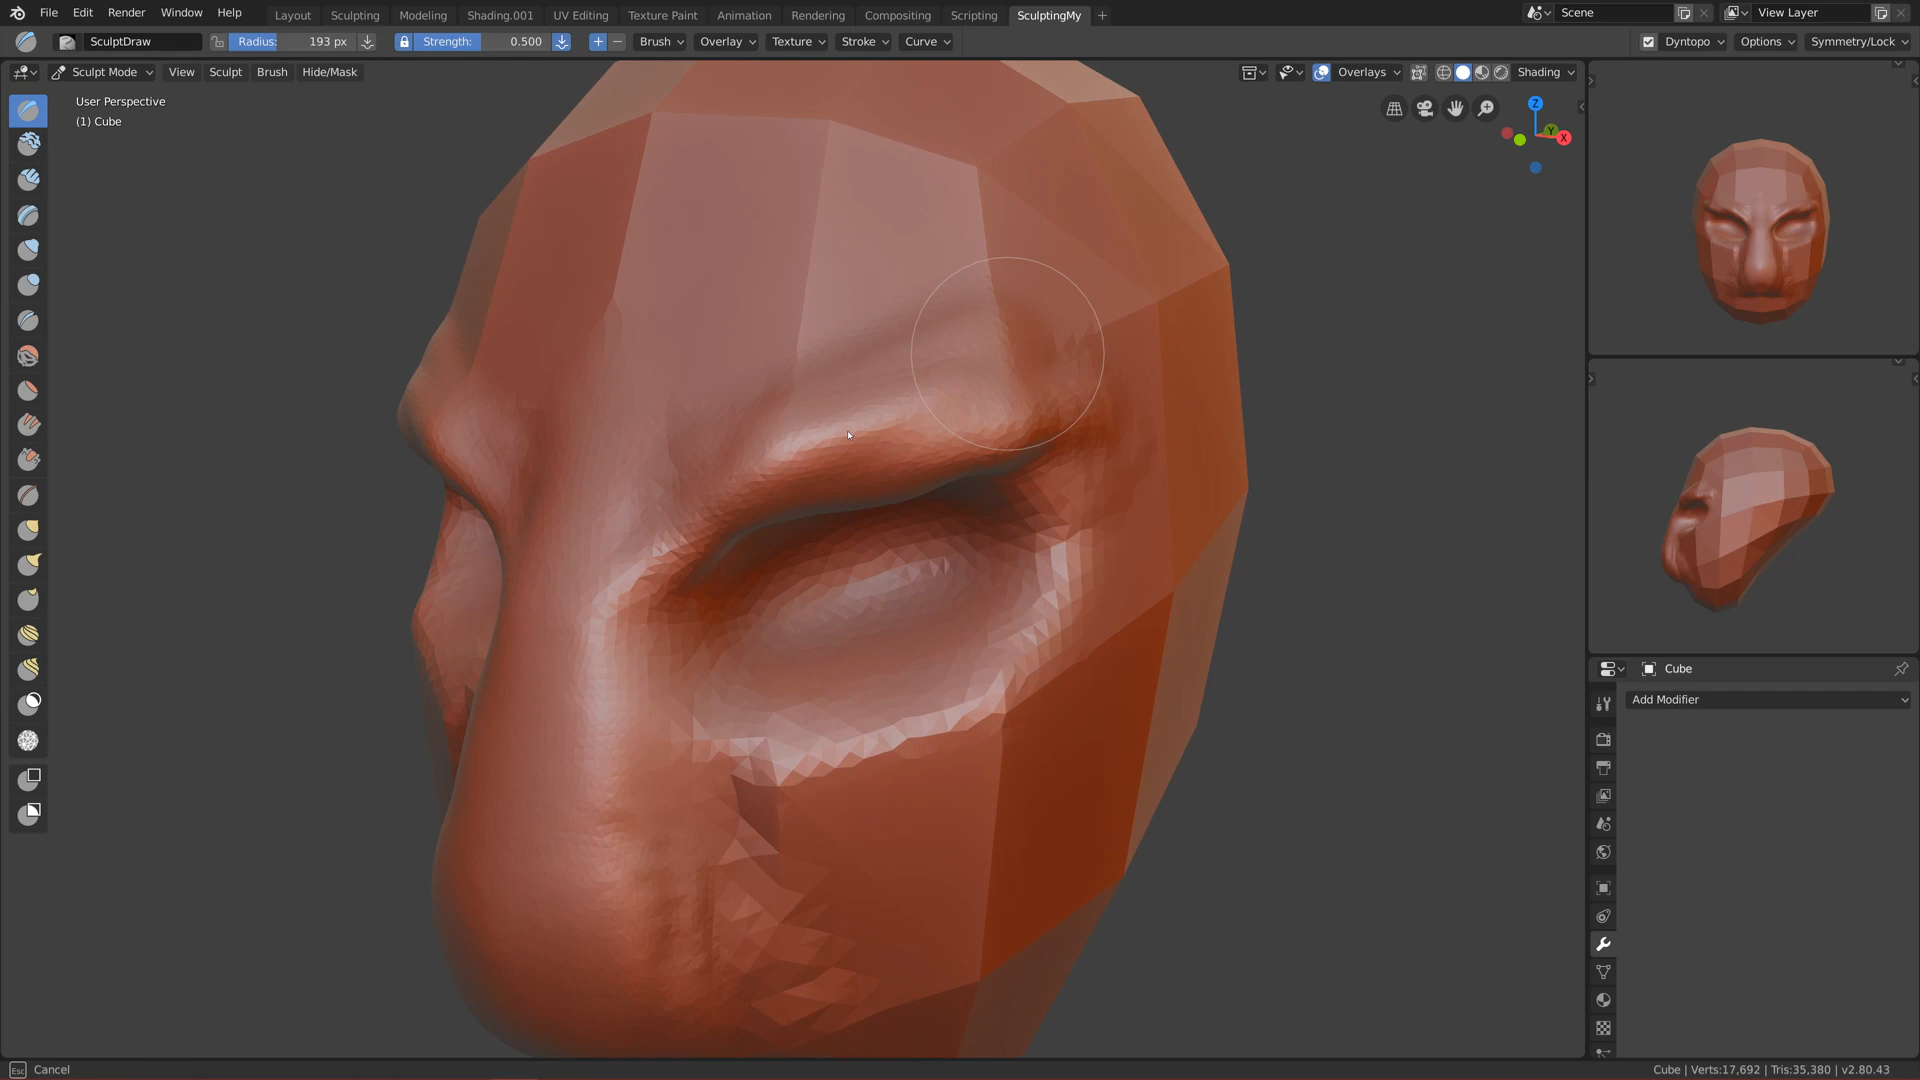 File Edit Render Window Help Layout Sculpting Modeling Shading.001 UV Editing Texture Paint Animation Rendering Compositing Scripting SculptingMy + Scene View Layer
SculptDraw Radius: 193 px Strength: 0.500 + − Brush Overlay Texture Stroke Curve Dyntopo Options Symmetry/Lock
Sculpt Mode View Sculpt Brush Hide/Mask Overlays Shading
User Perspective
(1) Cube
Z
Y
X
Cube
Add Modifier
Esc Cancel Cube | Verts:17,692 | Tris:35,380 | v2.80.43